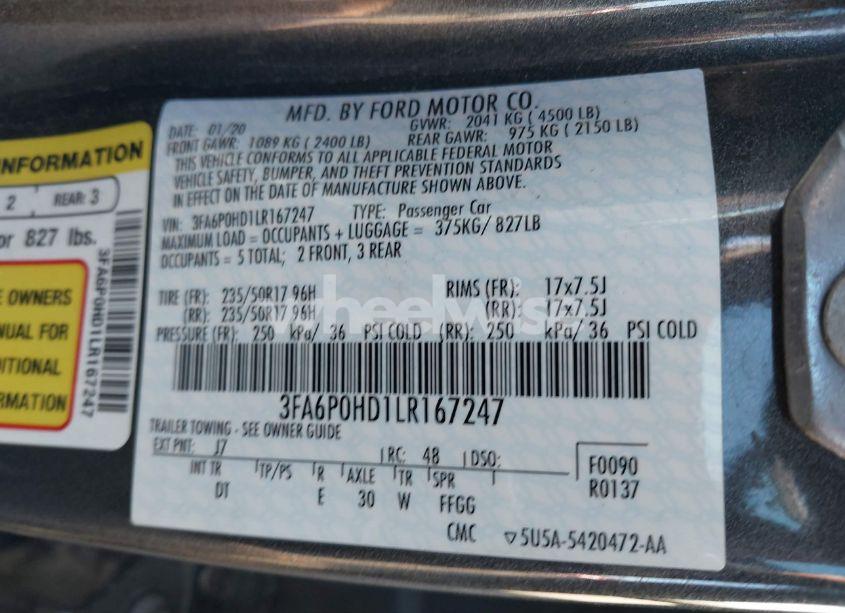 MFD. BY FORD MOTOR CO.
DATE: 01/20 GVWR: 2041 KG ( 4500 LB)
FRONT GAWR: 1089 KG ( 2400 LB) REAR GAWR: 975 KG ( 2150 LB)
THIS VEHICLE CONFORMS TO ALL APPLICABLE FEDERAL MOTOR
VEHICLE SAFETY, BUMPER, AND THEFT PREVENTION STANDARDS
IN EFFECT ON THE DATE OF MANUFACTURE SHOWN ABOVE.
VIN: 3FA6P0HD1LR167247 TYPE: Passenger Car
MAXIMUM LOAD = OCCUPANTS + LUGGAGE = 375KG/ 827LB
OCCUPANTS = 5 TOTAL; 2 FRONT, 3 REAR
TIRE (FR): 235/50R17 96H RIMS (FR): 17x7.5J
(RR): 235/50R17 96H (RR): 17x7.5J
PRESSURE (FR): 250 kPa/ 36 PSI COLD (RR): 250 kPa/ 36 PSI COLD
3FA6P0HD1LR167247
TRAILER TOWING - SEE OWNER GUIDE
EXT PNT: J7 RC: 48 DSO: F0090
R0137
INT TR TP/PS R AXLE TR SPR
DT E 30 W FFGG
CMC ▽5U5A-5420472-AA
INFORMATION
2 REAR: 3
or 827 lbs.
3FA6P0HD1LR167247
E OWNERS
NUAL FOR
DITIONAL
RMATION
wheelwise